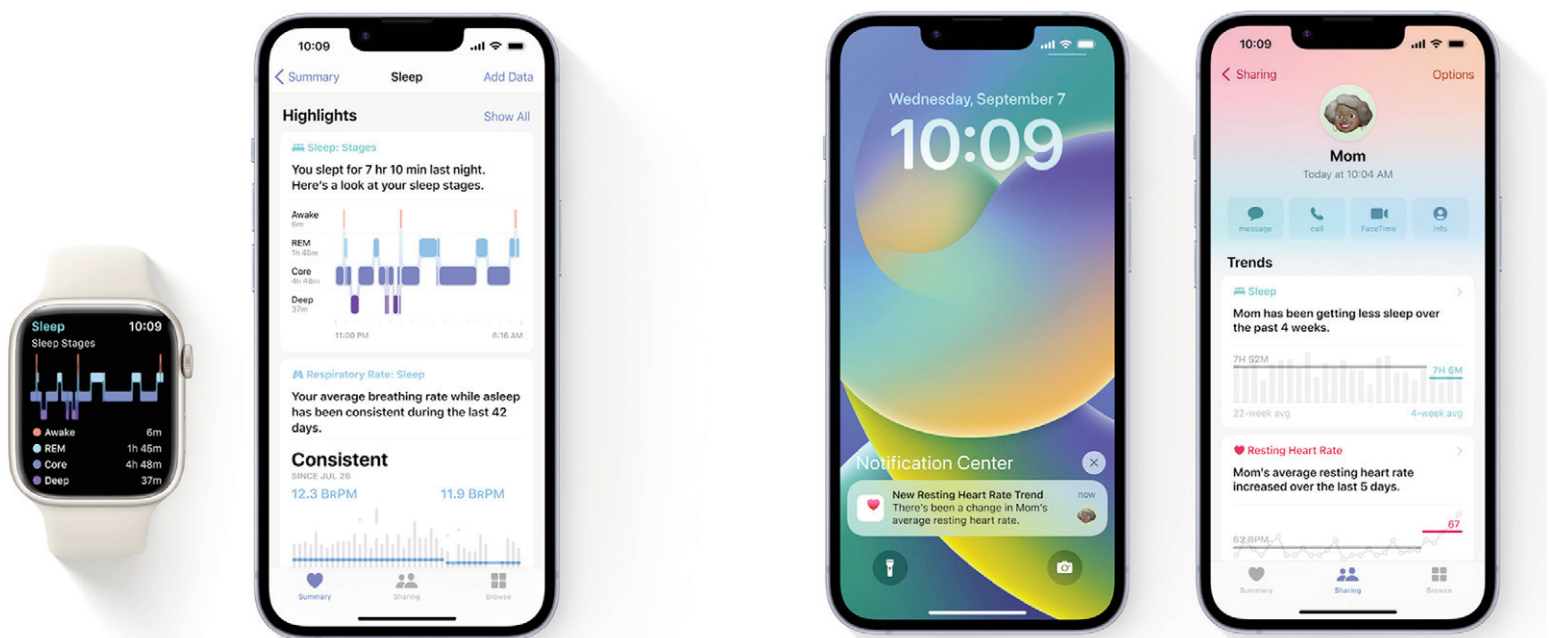 Sleep
10:09
Sleep Stages
Awake
6m
REM
1h 45m
Core
4h 48m
Deep
37m
10:09
Summary
Sleep
Add Data
Highlights
Show All
Sleep: Stages
You slept for 7 hr 10 min last night.
Here's a look at your sleep stages.
Awake
6m
REM
1h 45m
Core
4h 48m
Deep
37m
11:00 PM
6:16 AM
Respiratory Rate: Sleep
Your average breathing rate while asleep
has been consistent during the last 42
days.
Consistent
SINCE JUL 26
12.3 BRPM
11.9 BRPM
Summary
Sharing
Browse
Wednesday, September 7
10:09
Notification Center
New Resting Heart Rate Trend
now
There's been a change in Mom's
average resting heart rate.
10:09
Sharing
Options
Mom
Today at 10:04 AM
message
call
FaceTime
info
Trends
Sleep
Mom has been getting less sleep over
the past 4 weeks.
7H 52M
7H 6M
22-week avg
4-week avg
Resting Heart Rate
Mom's average resting heart rate
increased over the last 5 days.
67
62 BPM
Summary
Sharing
Browse